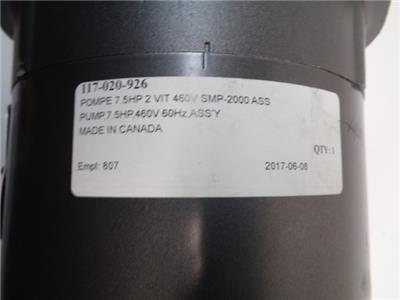 117-020-926
POMPE 7.5HP 2 VIT 460V SMP-2000 ASS
PUMP,7.5HP,460V 60Hz,ASS'Y
MADE IN CANADA
QTY:1
Empl: 807
2017-06-08